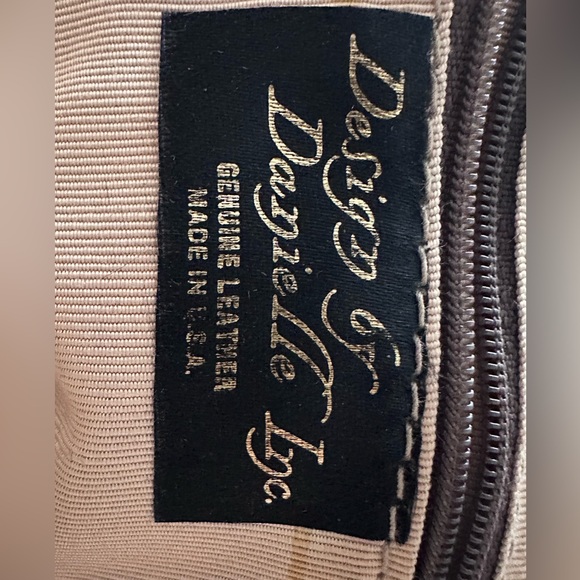 Design by
Danielle Inc.
GENUINE LEATHER
MADE IN U.S.A.